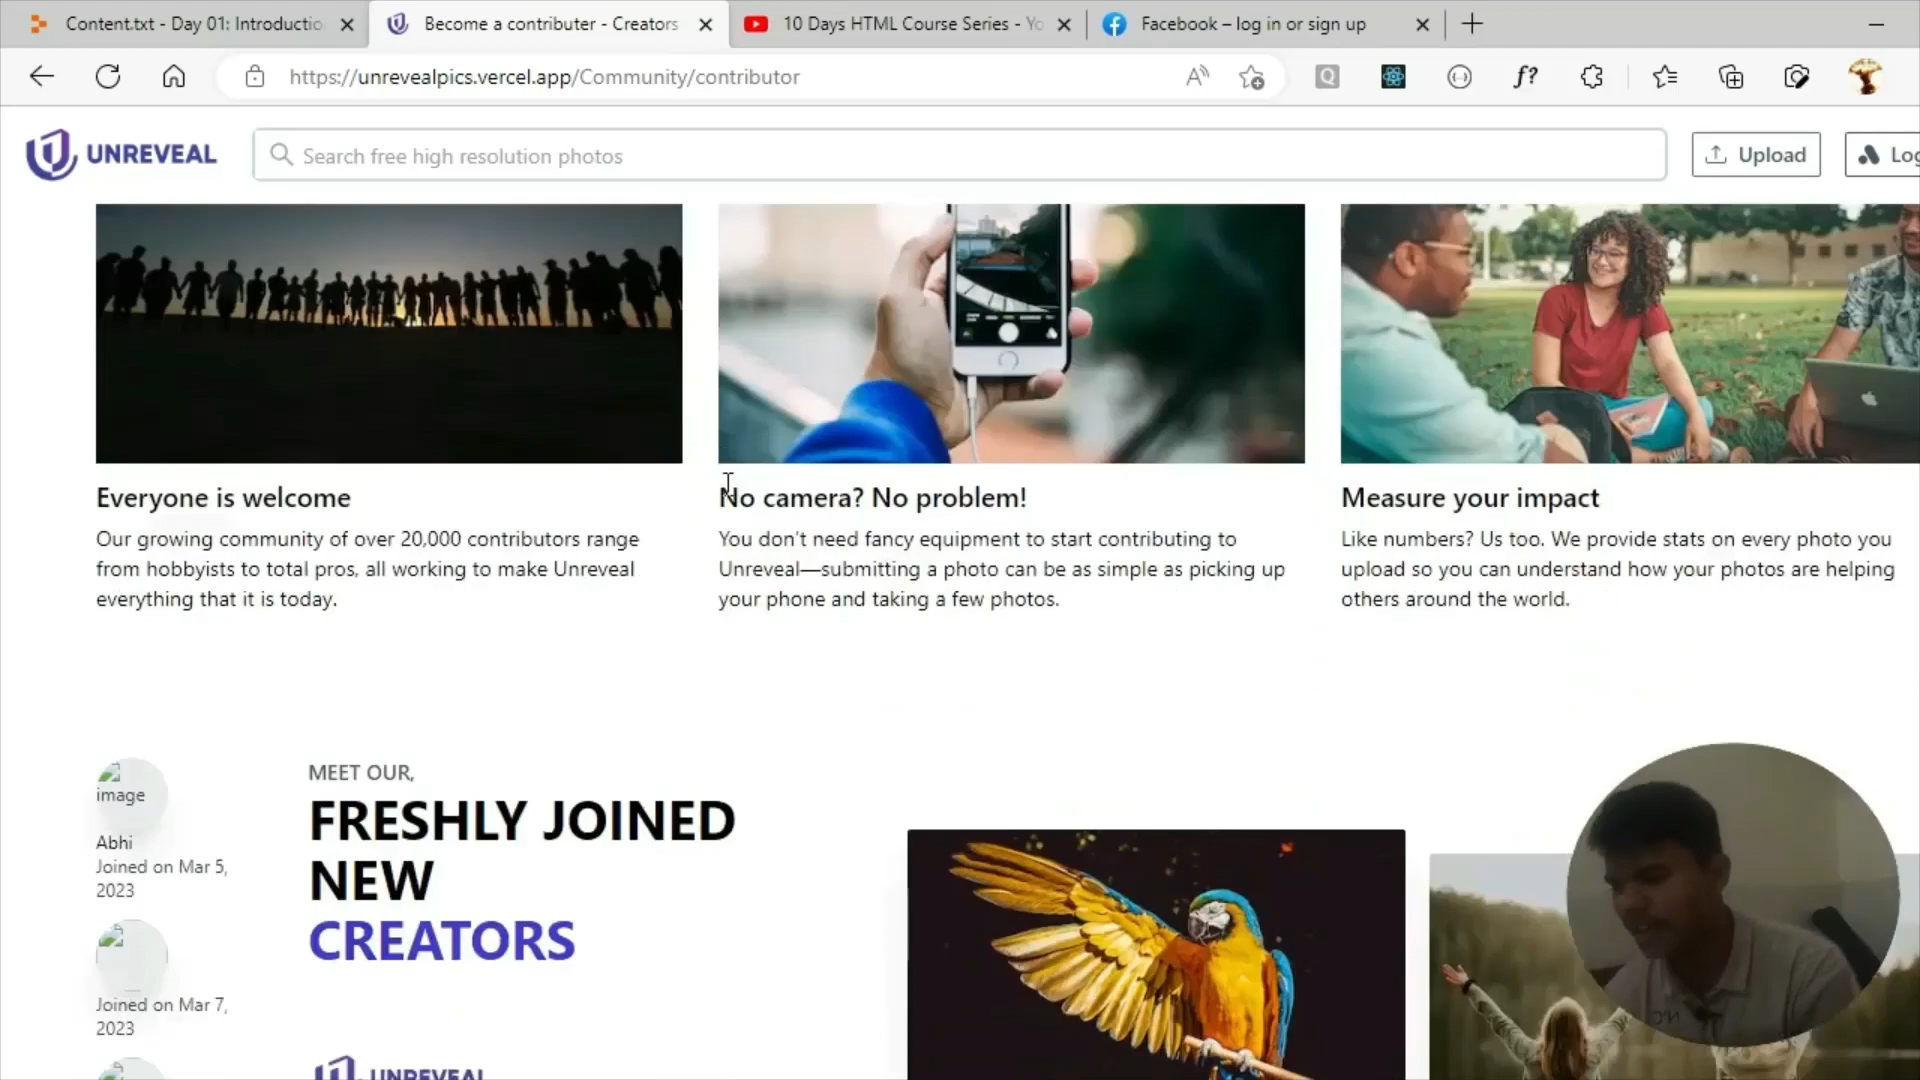 Content.txt - Day 01: Introductio
Become a contributer - Creators
10 Days HTML Course Series - Yo
Facebook – log in or sign up
https://unrevealpics.vercel.app/Community/contributor
UNREVEAL
Search free high resolution photos
Upload
Log
Everyone is welcome
Our growing community of over 20,000 contributors range
from hobbyists to total pros, all working to make Unreveal
everything that it is today.
No camera? No problem!
You don't need fancy equipment to start contributing to
Unreveal—submitting a photo can be as simple as picking up
your phone and taking a few photos.
Measure your impact
Like numbers? Us too. We provide stats on every photo you
upload so you can understand how your photos are helping
others around the world.
image
Abhi
Joined on Mar 5,
2023
Joined on Mar 7,
2023
MEET OUR,
FRESHLY JOINED
NEW
CREATORS
UNREVEAL